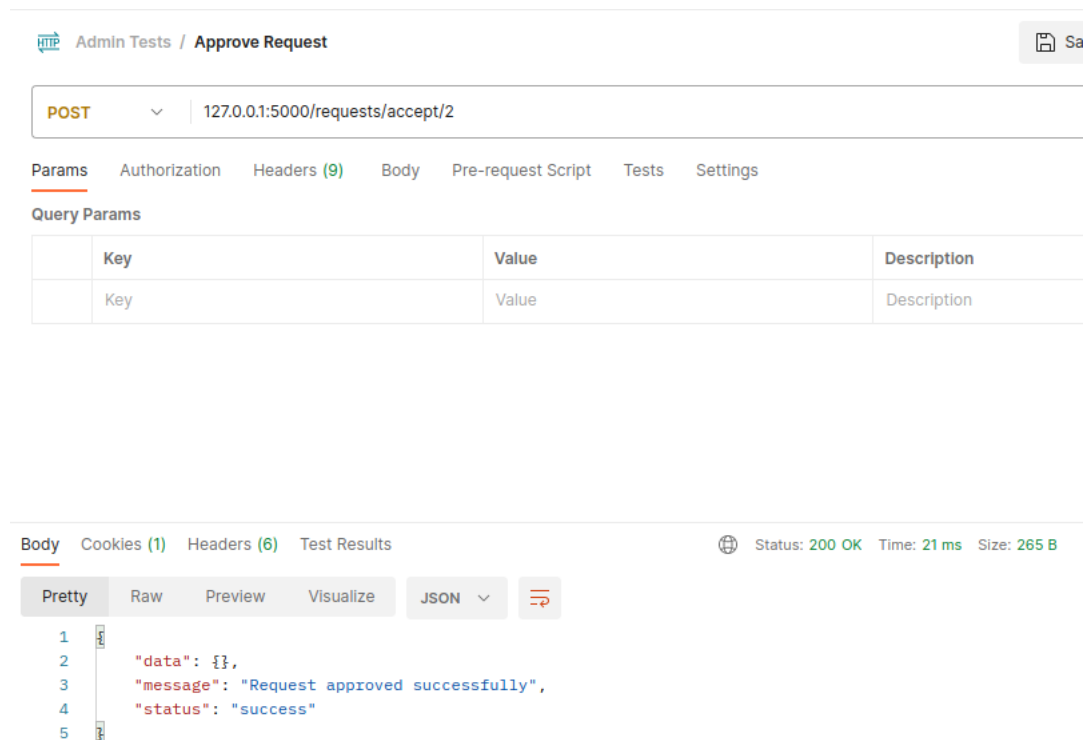 HTTP Admin Tests / Approve Request Sa
POST 127.0.0.1:5000/requests/accept/2
Params Authorization Headers (9) Body Pre-request Script Tests Settings
Query Params
Key Value Description
Key Value Description
Body Cookies (1) Headers (6) Test Results Status: 200 OK Time: 21 ms Size: 265 B
Pretty Raw Preview Visualize JSON
1 {
2 "data": {},
3 "message": "Request approved successfully",
4 "status": "success"
5 }